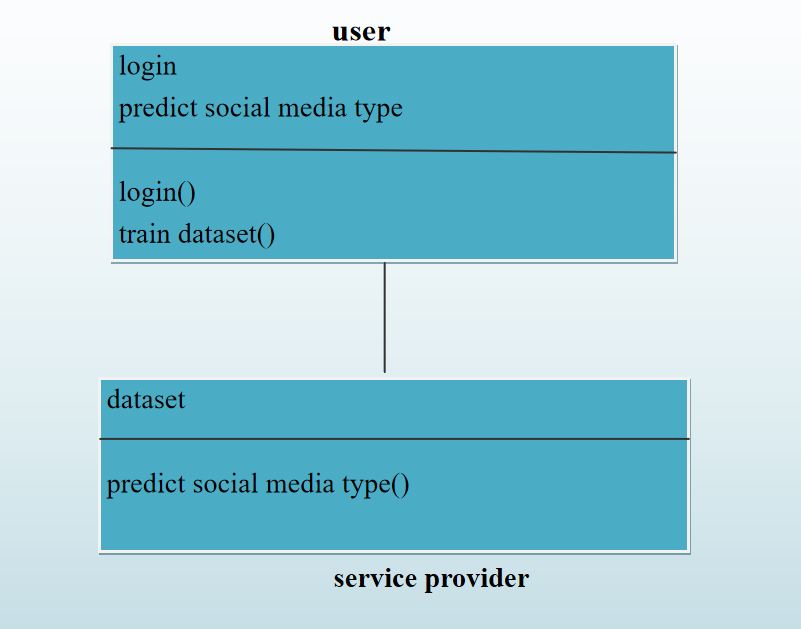 user
login
predict social media type
login()
train dataset()
dataset
predict social media type()
service provider